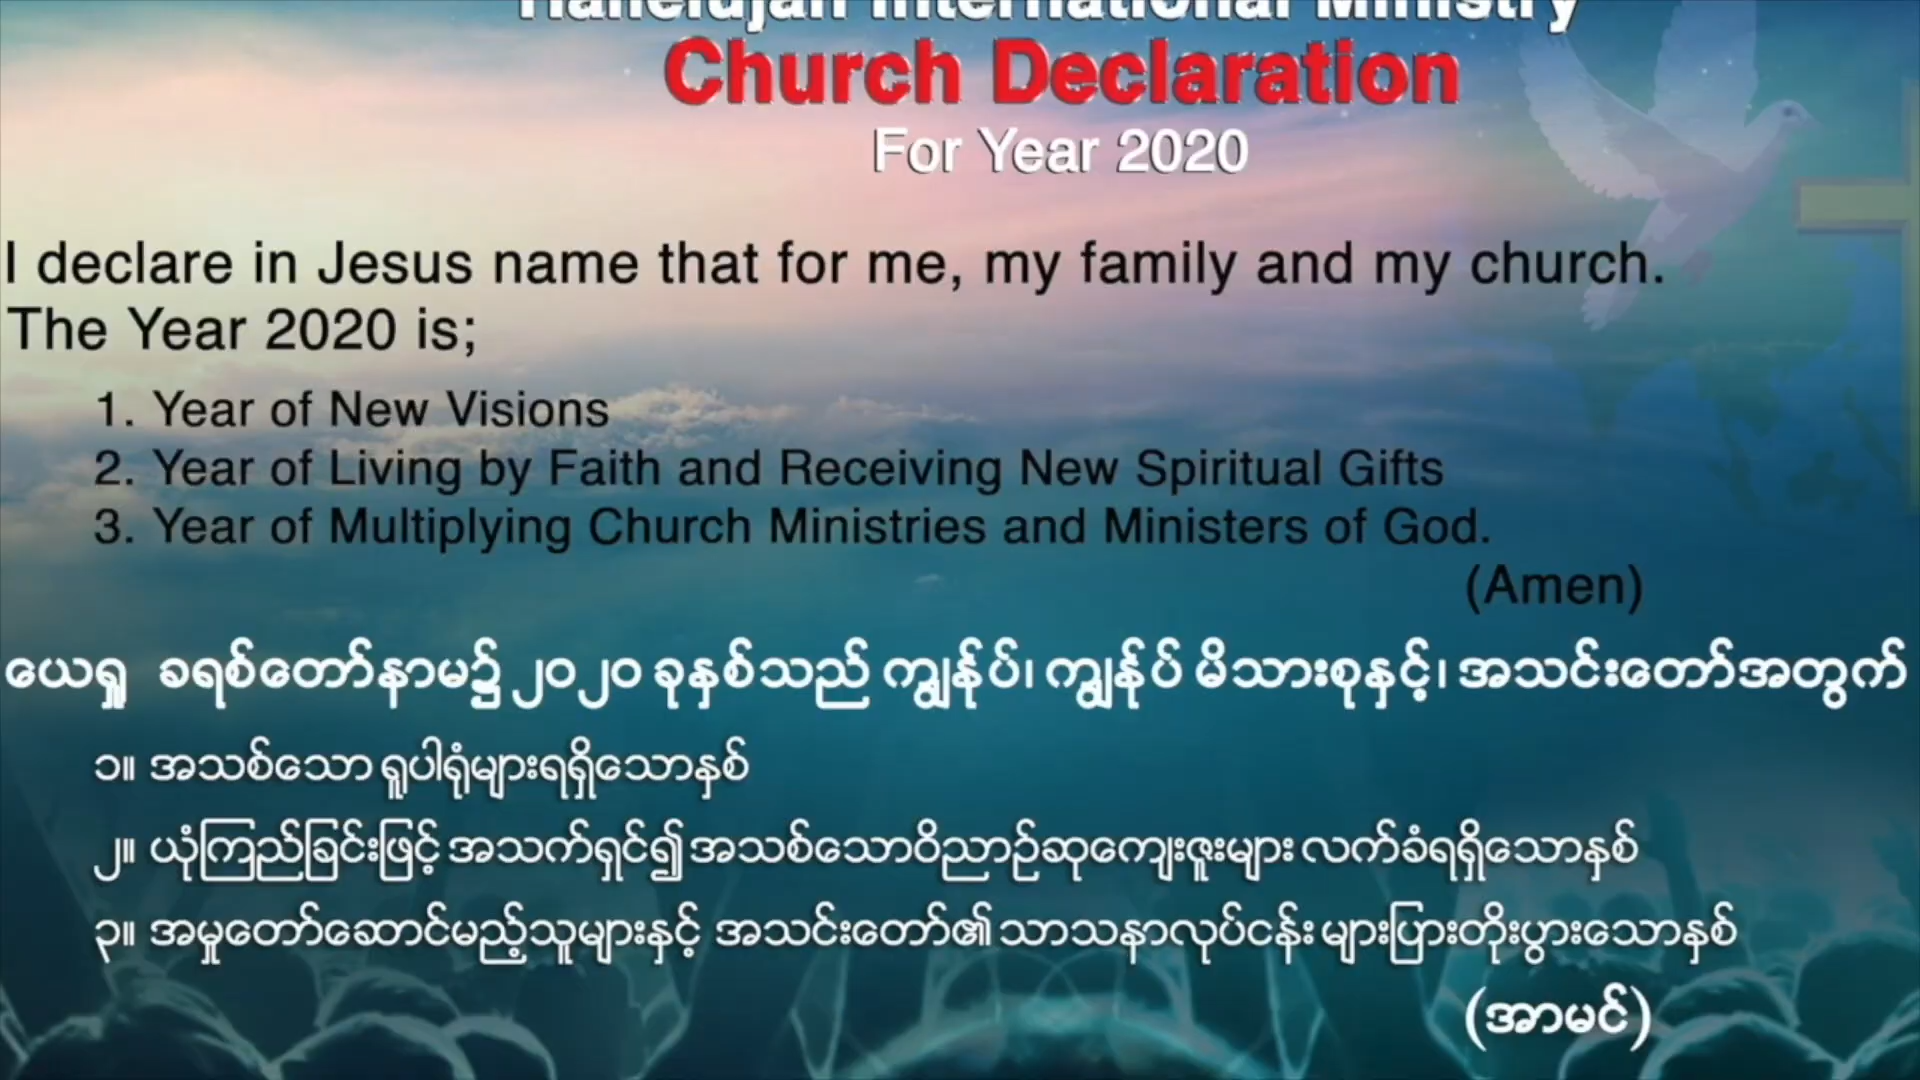 Hallelujah International Ministry
Church Declaration
For Year 2020
I declare in Jesus name that for me, my family and my church.
The Year 2020 is;
1. Year of New Visions
2. Year of Living by Faith and Receiving New Spiritual Gifts
3. Year of Multiplying Church Ministries and Ministers of God.
(Amen)
ယေရှု ခရစ်တော်နာမ၌ ၂၀၂၀ ခုနှစ်သည် ကျွန်ုပ်၊ ကျွန်ုပ် မိသားစုနှင့်၊ အသင်းတော်အတွက်
၁။ အသစ်သော ရူပါရုံများရရှိသောနှစ်
၂။ ယုံကြည်ခြင်းဖြင့် အသက်ရှင်၍ အသစ်သောဝိညာဉ်ဆုကျေးဇူးများ လက်ခံရရှိသောနှစ်
၃။ အမှုတော်ဆောင်မည့်သူများနှင့် အသင်းတော်၏ သာသနာလုပ်ငန်း များပြားတိုးပွားသောနှစ်
(အာမင်)